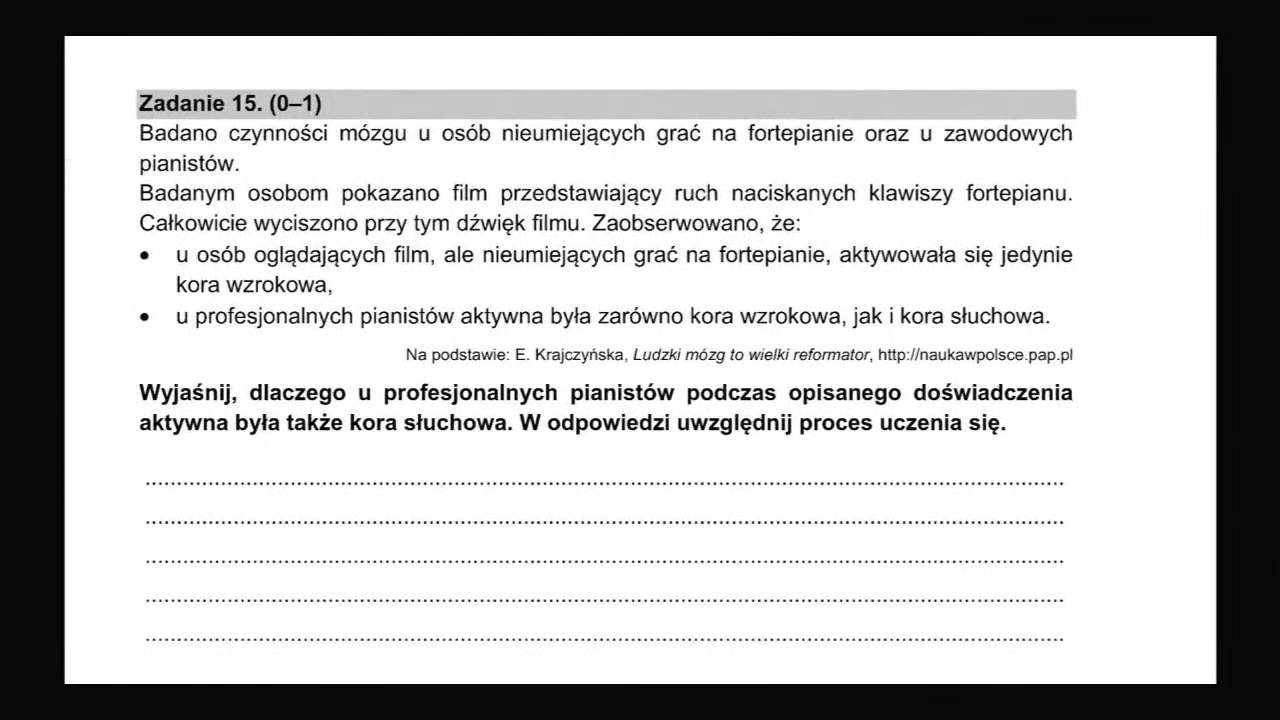 Zadanie 15. (0–1)
Badano czynności mózgu u osób nieumiejących grać na fortepianie oraz u zawodowych
pianistów.
Badanym osobom pokazano film przedstawiający ruch naciskanych klawiszy fortepianu.
Całkowicie wyciszono przy tym dźwięk filmu. Zaobserwowano, że:
• u osób oglądających film, ale nieumiejących grać na fortepianie, aktywowała się jedynie
kora wzrokowa,
• u profesjonalnych pianistów aktywna była zarówno kora wzrokowa, jak i kora słuchowa.
Na podstawie: E. Krajczyńska, Ludzki mózg to wielki reformator, http://naukawpolsce.pap.pl
Wyjaśnij, dlaczego u profesjonalnych pianistów podczas opisanego doświadczenia
aktywna była także kora słuchowa. W odpowiedzi uwzględnij proces uczenia się.